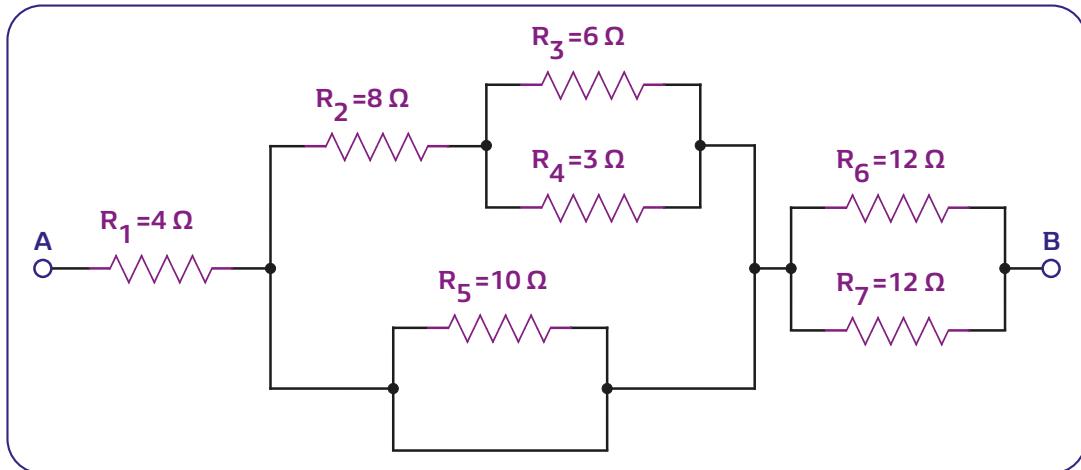 R3=6 Ω
R2=8 Ω
R4=3 Ω
R6=12 Ω
A
R1=4 Ω
B
R5=10 Ω
R7=12 Ω